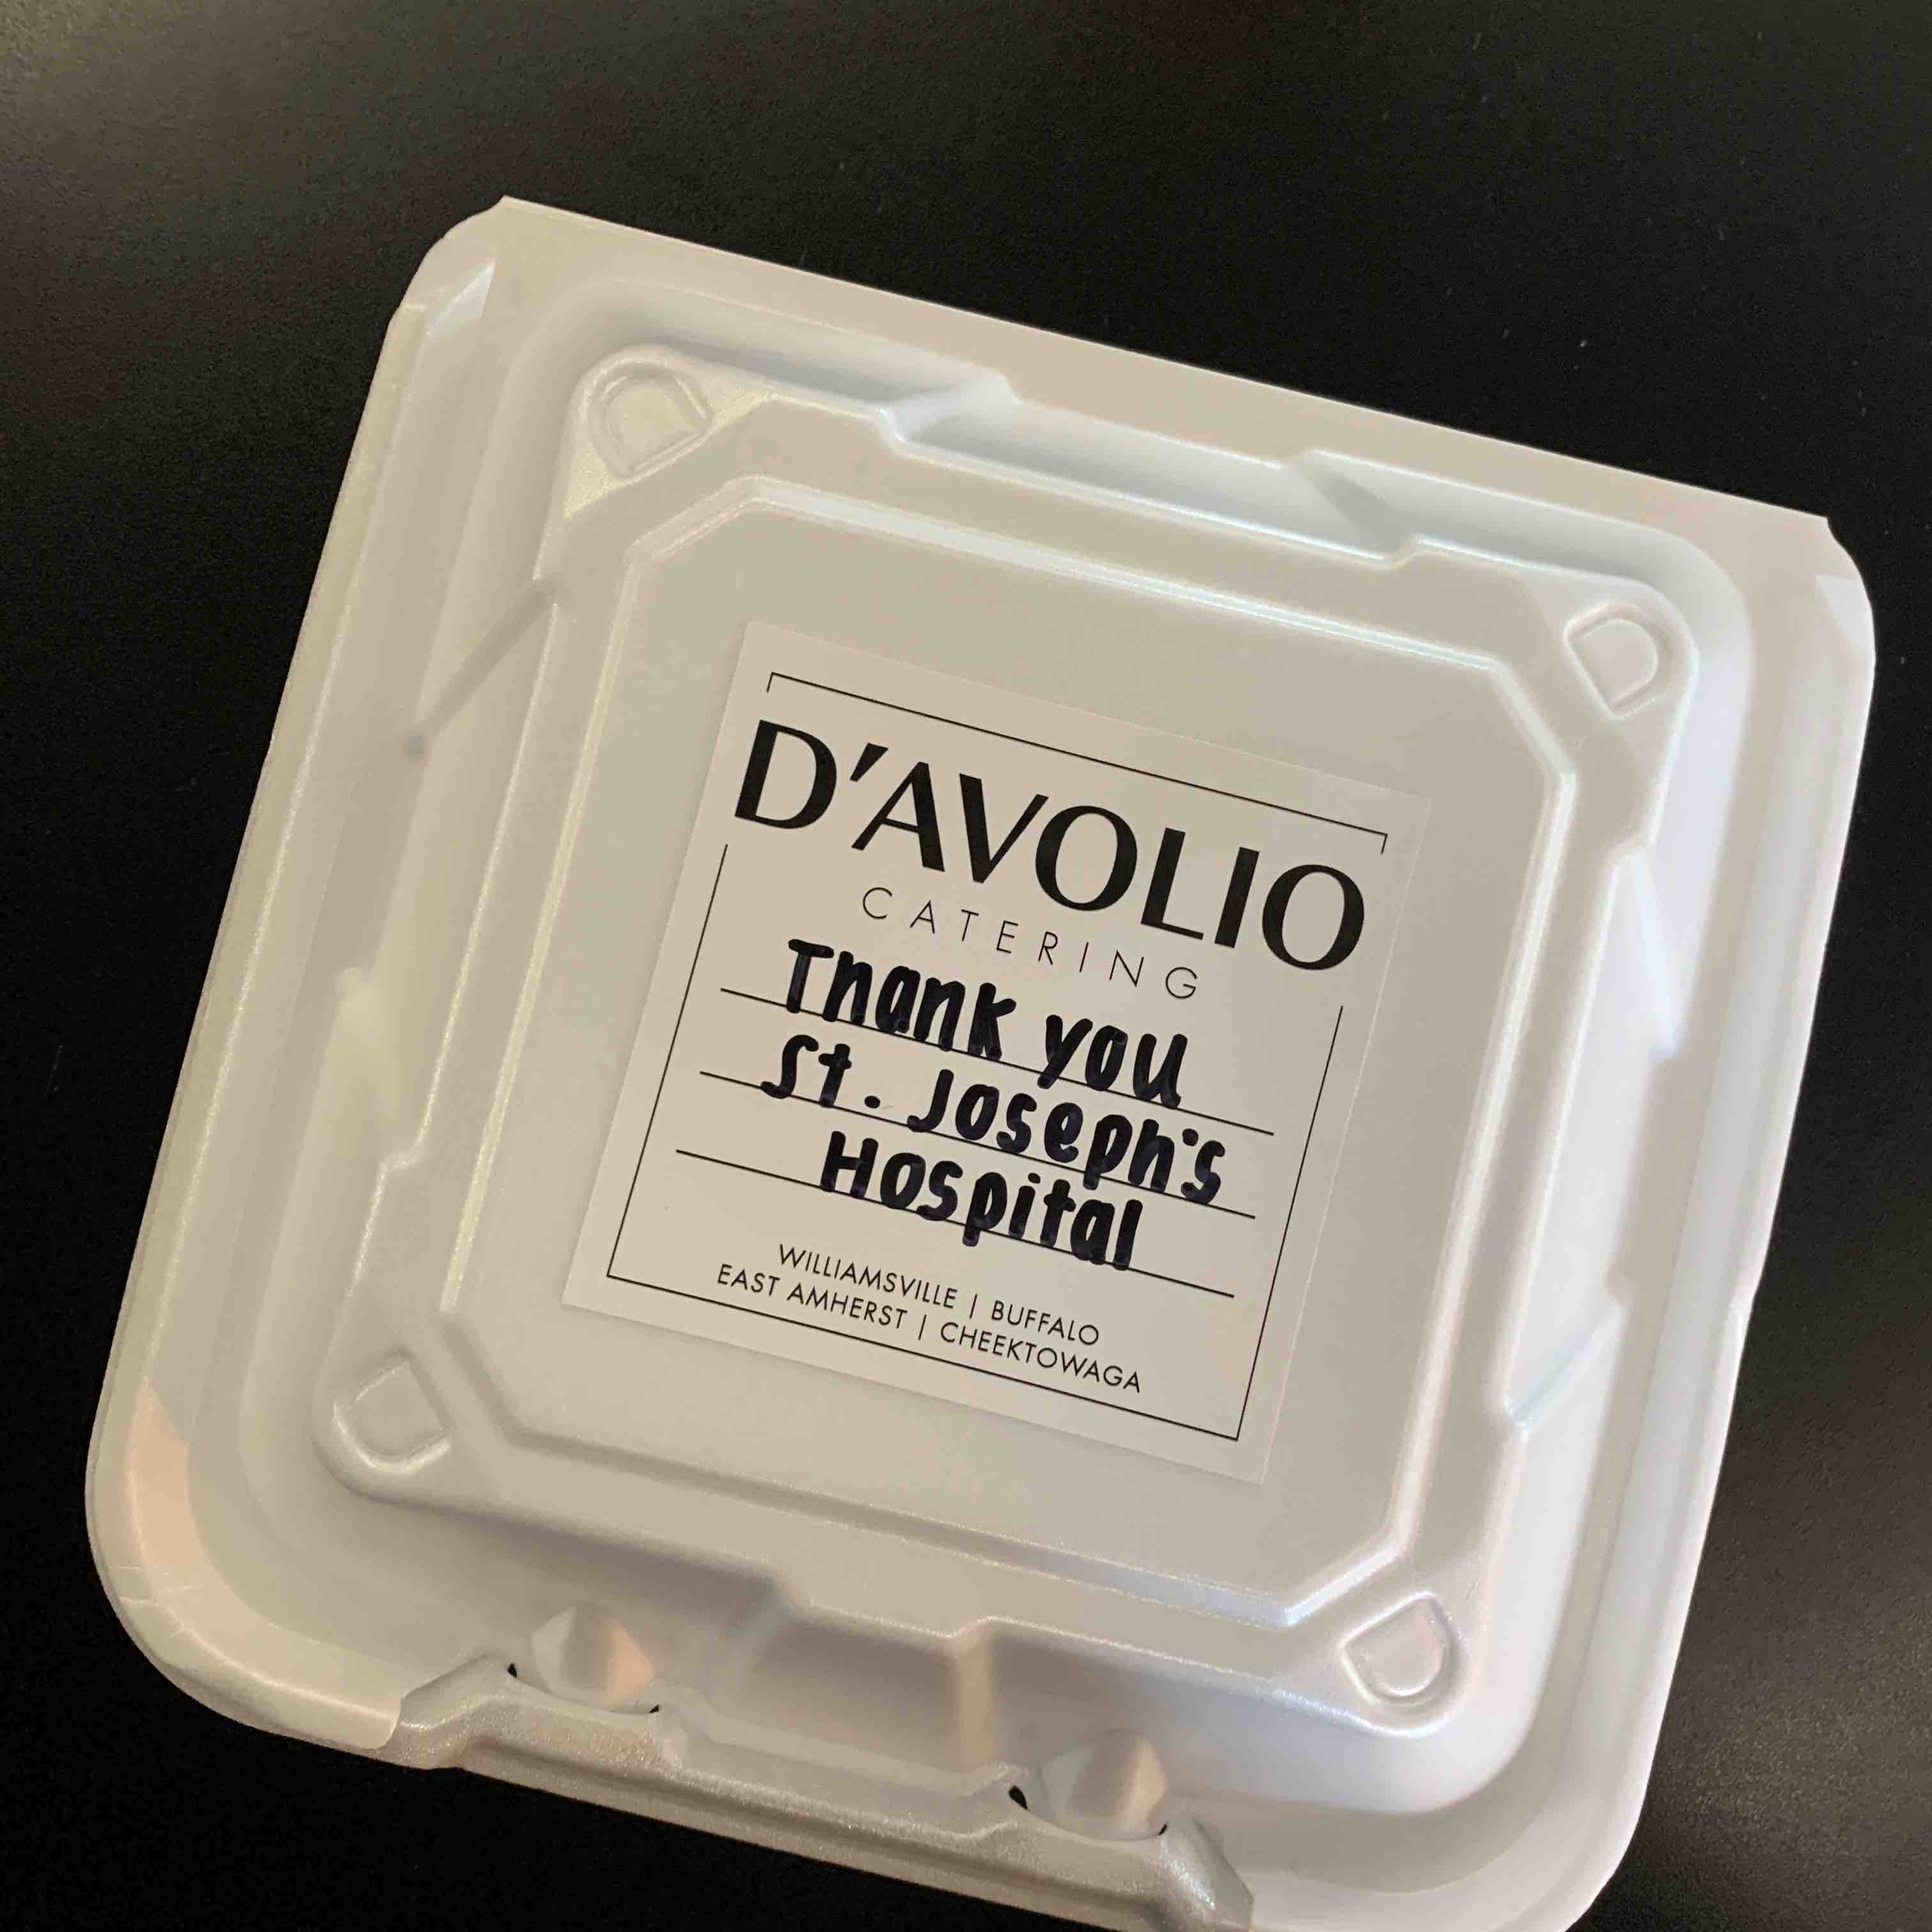 D'AVOLIO
CATERING
Thank you
St. Joseph's
Hospital
WILLIAMSVILLE | BUFFALO
EAST AMHERST | CHEEKTOWAGA